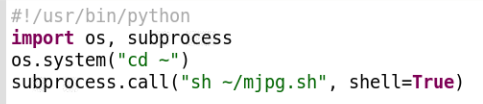 #!/usr/bin/python
import os, subprocess
os.system("cd ~")
subprocess.call("sh ~/mjpg.sh", shell=True)